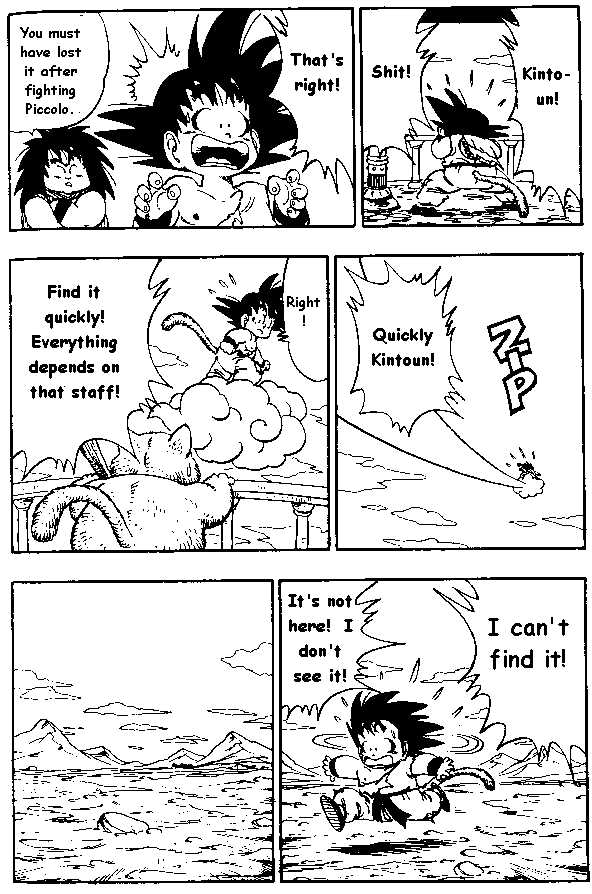 You must
have lost
it after
fighting
Piccolo.
That's
right!
Shit!
Kinto-
un!
Find it
quickly!
Everything
depends on
that staff!
Right
!
Quickly
Kintoun!
ZIP
It's not
here! I
don't
see it!
I can't
find it!